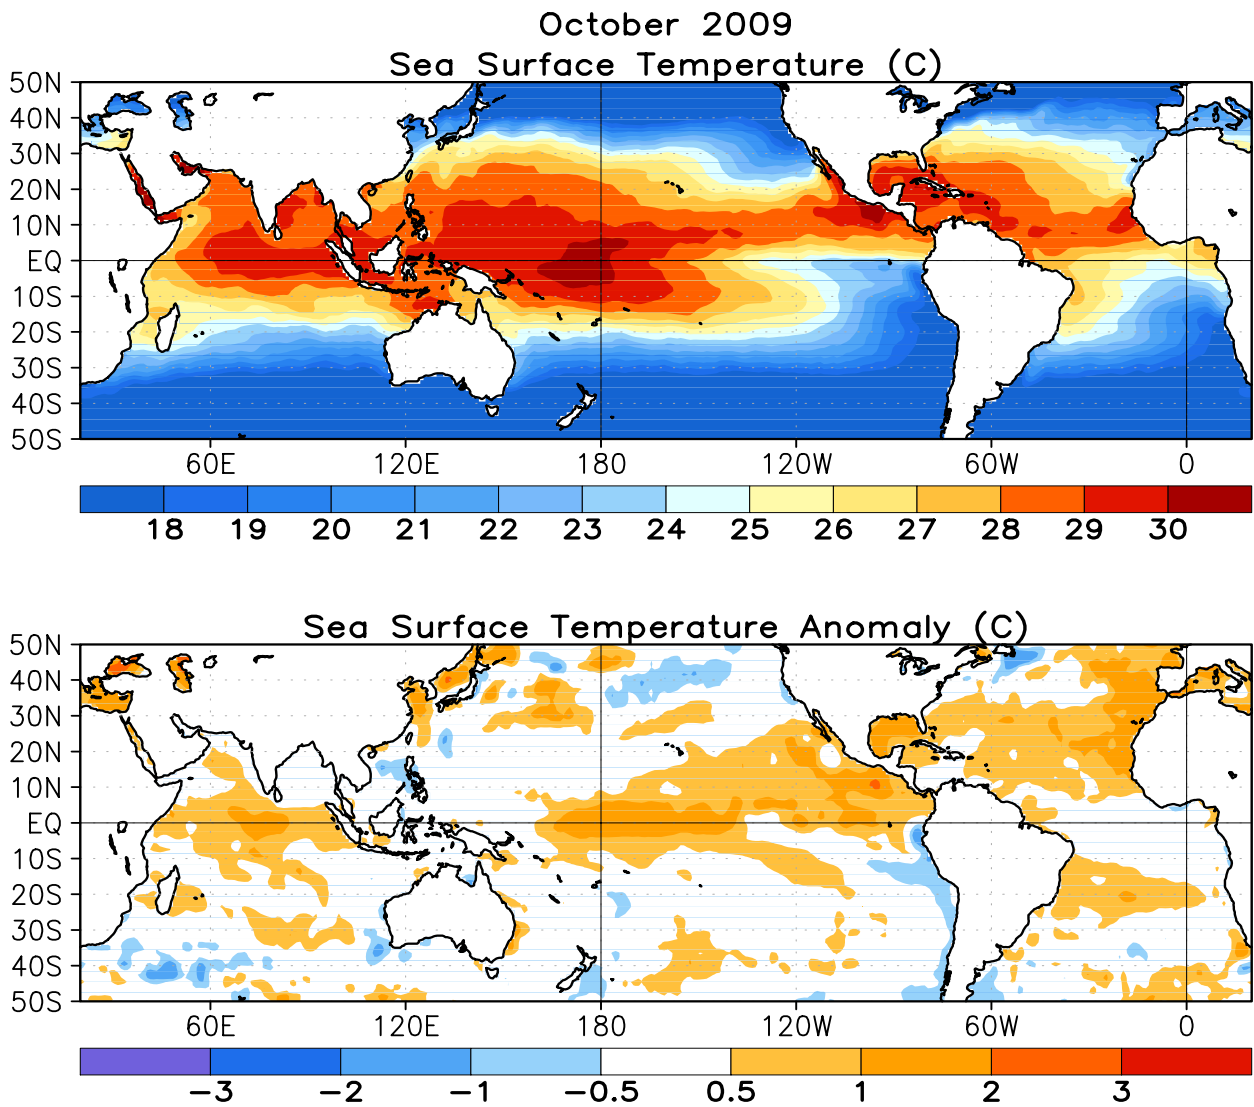 October 2009
Sea Surface Temperature (C)
50N
40N
30N
20N
10N
EQ
10S
20S
30S
40S
50S
60E 120E 180 120W 60W 0
18 19 20 21 22 23 24 25 26 27 28 29 30
Sea Surface Temperature Anomaly (C)
50N
40N
30N
20N
10N
EQ
10S
20S
30S
40S
50S
60E 120E 180 120W 60W 0
−3 −2 −1 −0.5 0.5 1 2 3